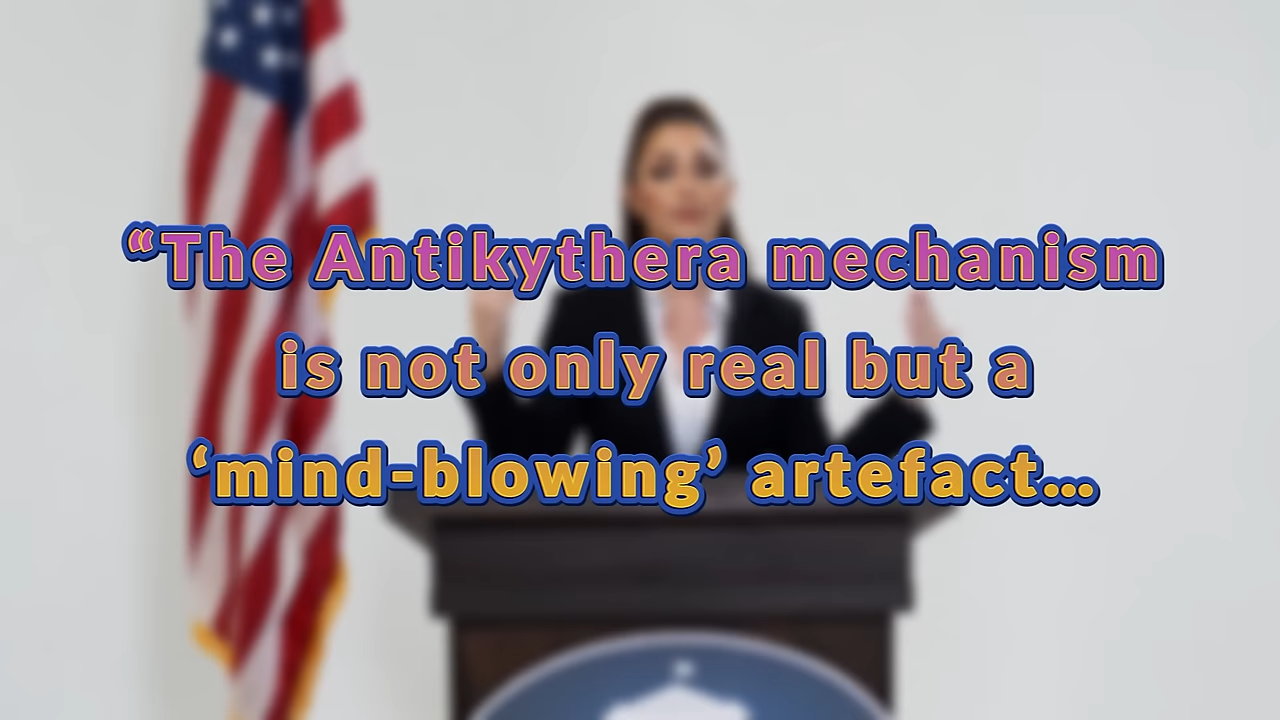 “The Antikythera mechanism
is not only real but a
‘mind-blowing’ artefact…